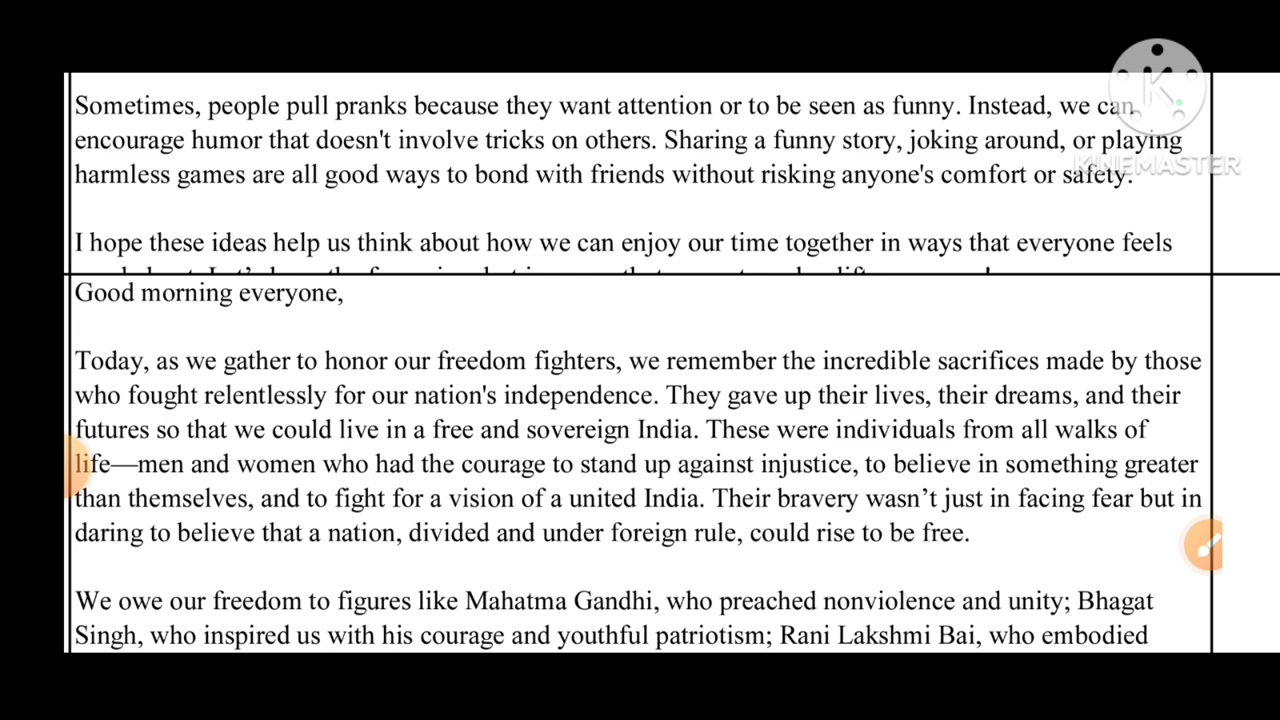 Sometimes, people pull pranks because they want attention or to be seen as funny. Instead, we can
encourage humor that doesn't involve tricks on others. Sharing a funny story, joking around, or playing
harmless games are all good ways to bond with friends without risking anyone's comfort or safety.
KINEMASTER
I hope these ideas help us think about how we can enjoy our time together in ways that everyone feels
Good morning everyone,
Today, as we gather to honor our freedom fighters, we remember the incredible sacrifices made by those
who fought relentlessly for our nation's independence. They gave up their lives, their dreams, and their
futures so that we could live in a free and sovereign India. These were individuals from all walks of
life—men and women who had the courage to stand up against injustice, to believe in something greater
than themselves, and to fight for a vision of a united India. Their bravery wasn’t just in facing fear but in
daring to believe that a nation, divided and under foreign rule, could rise to be free.
We owe our freedom to figures like Mahatma Gandhi, who preached nonviolence and unity; Bhagat
Singh, who inspired us with his courage and youthful patriotism; Rani Lakshmi Bai, who embodied